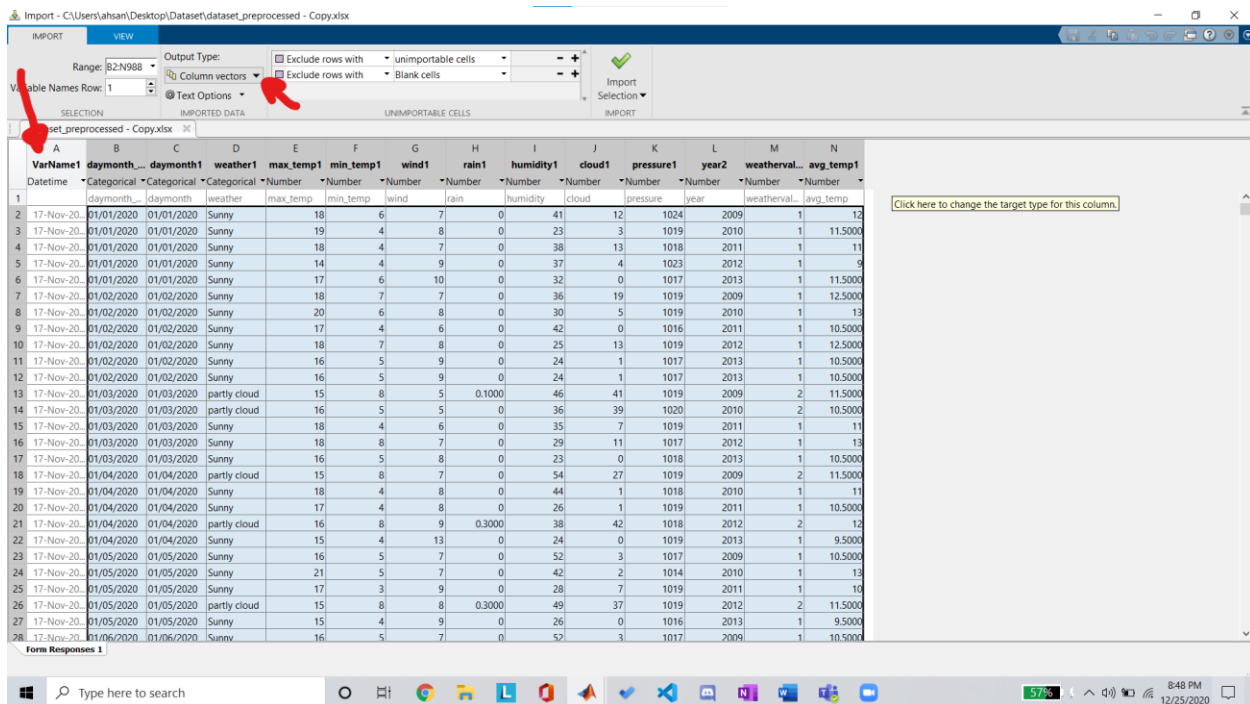 Import - C:\Users\ahsan\Desktop\Dataset\dataset_preprocessed - Copy.xlsx
IMPORT VIEW
Range: B2:N988
Variable Names Row: 1
SELECTION
Output Type:
Column vectors
Text Options
IMPORTED DATA
Exclude rows with unimportable cells - +
Exclude rows with Blank cells - +
UNIMPORTABLE CELLS
Import
Selection
IMPORT
set_preprocessed - Copy.xlsx
A B C D E F G H I J K L M N
VarName1 daymonth_... daymonth1 weather1 max_temp1 min_temp1 wind1 rain1 humidity1 cloud1 pressure1 year2 weatherval... avg_temp1
Datetime Categorical Categorical Categorical Number Number Number Number Number Number Number Number Number Number
1 daymonth_... daymonth weather max_temp min_temp wind rain humidity cloud pressure year weatherval... avg_temp
2 17-Nov-20... 01/01/2020 01/01/2020 Sunny 18 6 7 0 41 12 1024 2009 1 12
3 17-Nov-20... 01/01/2020 01/01/2020 Sunny 19 4 8 0 23 3 1019 2010 1 11.5000
4 17-Nov-20... 01/01/2020 01/01/2020 Sunny 18 4 7 0 38 13 1018 2011 1 11
5 17-Nov-20... 01/01/2020 01/01/2020 Sunny 14 4 9 0 37 4 1023 2012 1 9
6 17-Nov-20... 01/01/2020 01/01/2020 Sunny 17 6 10 0 32 0 1017 2013 1 11.5000
7 17-Nov-20... 01/02/2020 01/02/2020 Sunny 18 7 7 0 36 19 1019 2009 1 12.5000
8 17-Nov-20... 01/02/2020 01/02/2020 Sunny 20 6 8 0 30 5 1019 2010 1 13
9 17-Nov-20... 01/02/2020 01/02/2020 Sunny 17 4 6 0 42 0 1016 2011 1 10.5000
10 17-Nov-20... 01/02/2020 01/02/2020 Sunny 18 7 8 0 25 13 1019 2012 1 12.5000
11 17-Nov-20... 01/02/2020 01/02/2020 Sunny 16 5 9 0 24 1 1017 2013 1 10.5000
12 17-Nov-20... 01/02/2020 01/02/2020 Sunny 16 5 9 0 24 1 1017 2013 1 10.5000
13 17-Nov-20... 01/03/2020 01/03/2020 partly cloud 15 8 5 0.1000 46 41 1019 2009 2 11.5000
14 17-Nov-20... 01/03/2020 01/03/2020 partly cloud 16 5 5 0 36 39 1020 2010 2 10.5000
15 17-Nov-20... 01/03/2020 01/03/2020 Sunny 18 4 6 0 35 7 1019 2011 1 11
16 17-Nov-20... 01/03/2020 01/03/2020 Sunny 18 8 7 0 29 11 1017 2012 1 13
17 17-Nov-20... 01/03/2020 01/03/2020 Sunny 16 5 8 0 23 0 1018 2013 1 10.5000
18 17-Nov-20... 01/04/2020 01/04/2020 partly cloud 15 8 7 0 54 27 1019 2009 2 11.5000
19 17-Nov-20... 01/04/2020 01/04/2020 Sunny 18 4 8 0 44 1 1018 2010 1 11
20 17-Nov-20... 01/04/2020 01/04/2020 Sunny 17 4 8 0 26 1 1019 2011 1 10.5000
21 17-Nov-20... 01/04/2020 01/04/2020 partly cloud 16 8 9 0.3000 38 42 1018 2012 2 12
22 17-Nov-20... 01/04/2020 01/04/2020 Sunny 15 4 13 0 24 0 1019 2013 1 9.5000
23 17-Nov-20... 01/05/2020 01/05/2020 Sunny 16 5 7 0 52 3 1017 2009 1 10.5000
24 17-Nov-20... 01/05/2020 01/05/2020 Sunny 21 5 7 0 42 2 1014 2010 1 13
25 17-Nov-20... 01/05/2020 01/05/2020 Sunny 17 3 9 0 28 7 1019 2011 1 10
26 17-Nov-20... 01/05/2020 01/05/2020 partly cloud 15 8 8 0.3000 49 37 1019 2012 2 11.5000
27 17-Nov-20... 01/05/2020 01/05/2020 Sunny 15 4 9 0 26 0 1016 2013 1 9.5000
28 17-Nov-20... 01/06/2020 01/06/2020 Sunny 16 5 7 0 52 3 1017 2009 1 10.5000
Click here to change the target type for this column.
Form Responses 1
Type here to search
57%
8:48 PM
12/25/2020